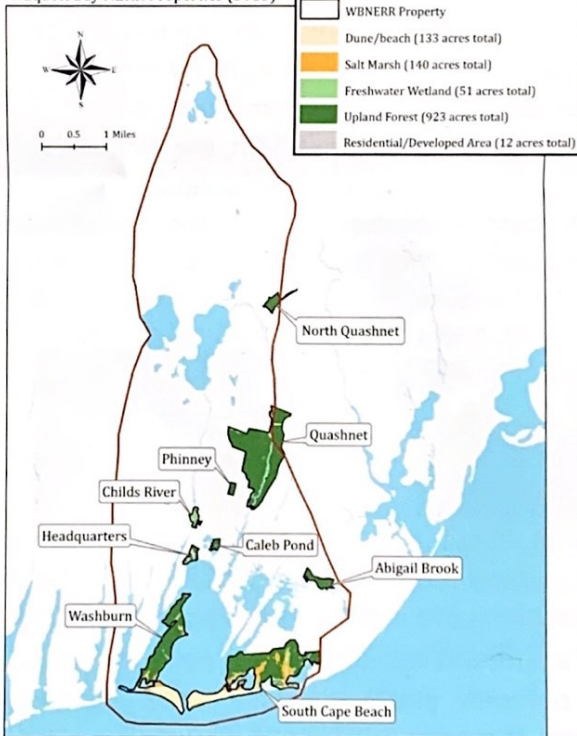 WBNERR Property
Dune/beach (133 acres total)
Salt Marsh (140 acres total)
Freshwater Wetland (51 acres total)
Upland Forest (923 acres total)
Residential/Developed Area (12 acres total)
N
W E
S
0 0.5 1 Miles
North Quashnet
Quashnet
Phinney
Childs River
Headquarters
Caleb Pond
Abigail Brook
Washburn
South Cape Beach